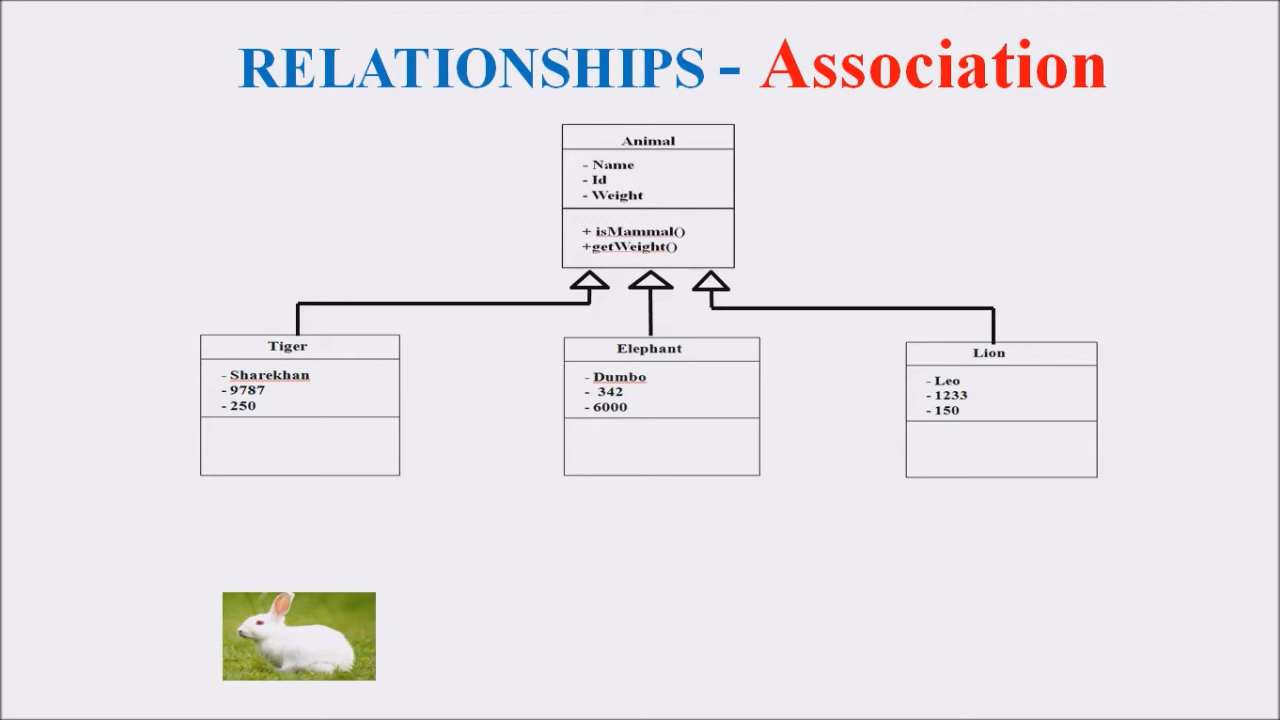 RELATIONSHIPS - Association
Animal
- Name
- Id
- Weight
+ isMammal()
+getWeight()
Tiger
- Sharekhan
- 9787
- 250
Elephant
- Dumbo
- 342
- 6000
Lion
- Leo
- 1233
- 150